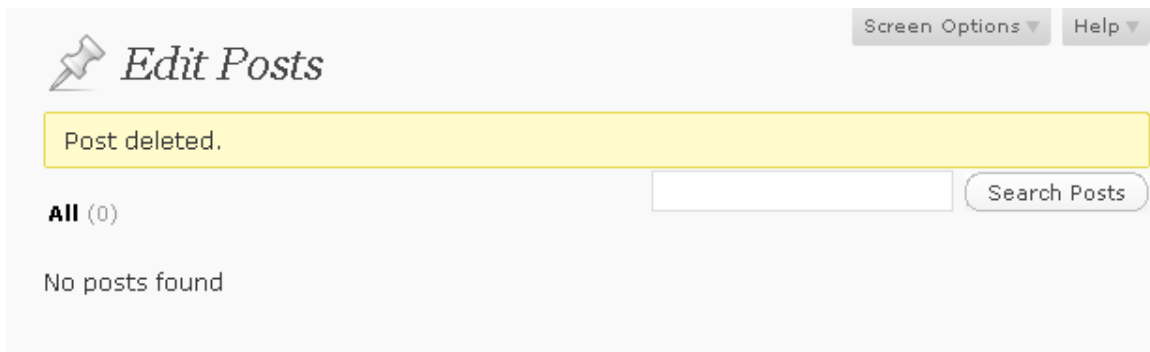 Screen Options
Help
Edit Posts
Post deleted.
Search Posts
All (0)
No posts found